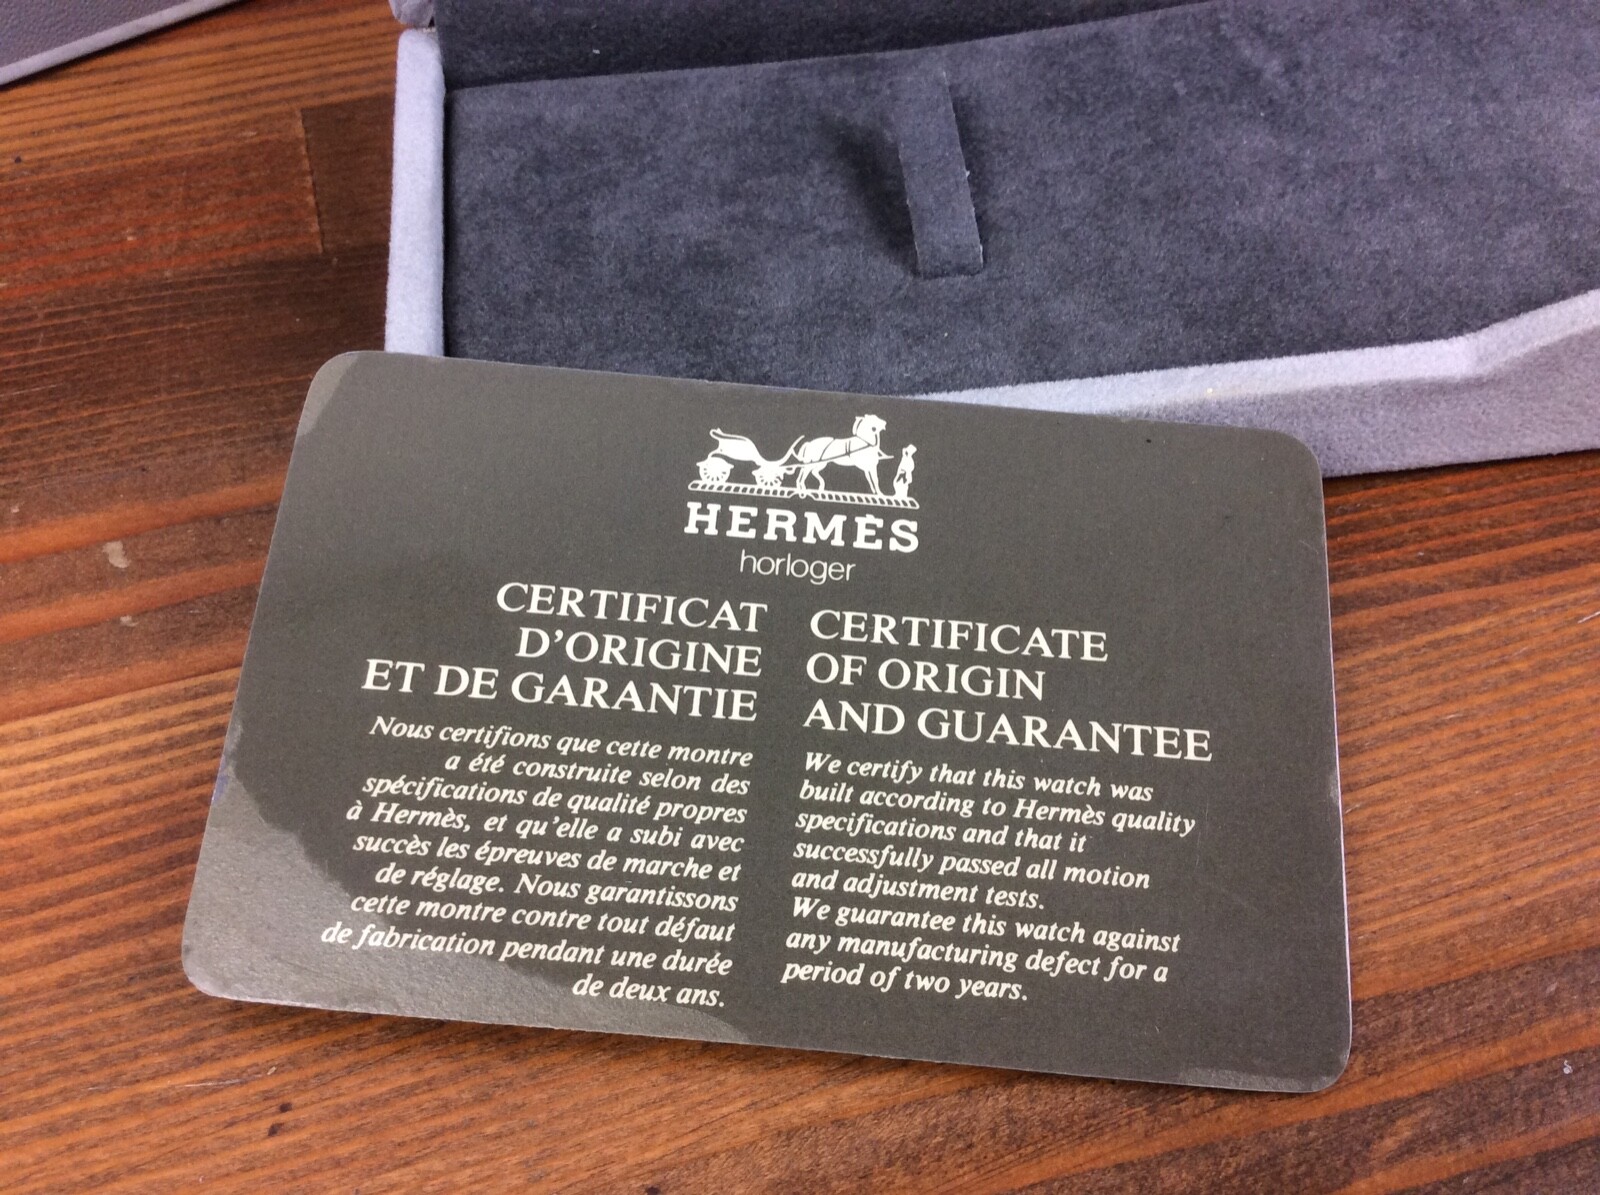 HERMÈS
horloger
CERTIFICAT
D'ORIGINE
ET DE GARANTIE
Nous certifions que cette montre
a été construite selon des
spécifications de qualité propres
à Hermès, et qu'elle a subi avec
succès les épreuves de marche et
de réglage. Nous garantissons
cette montre contre tout défaut
de fabrication pendant une durée
de deux ans.
CERTIFICATE
OF ORIGIN
AND GUARANTEE
We certify that this watch was
built according to Hermès quality
specifications and that it
successfully passed all motion
and adjustment tests.
We guarantee this watch against
any manufacturing defect for a
period of two years.